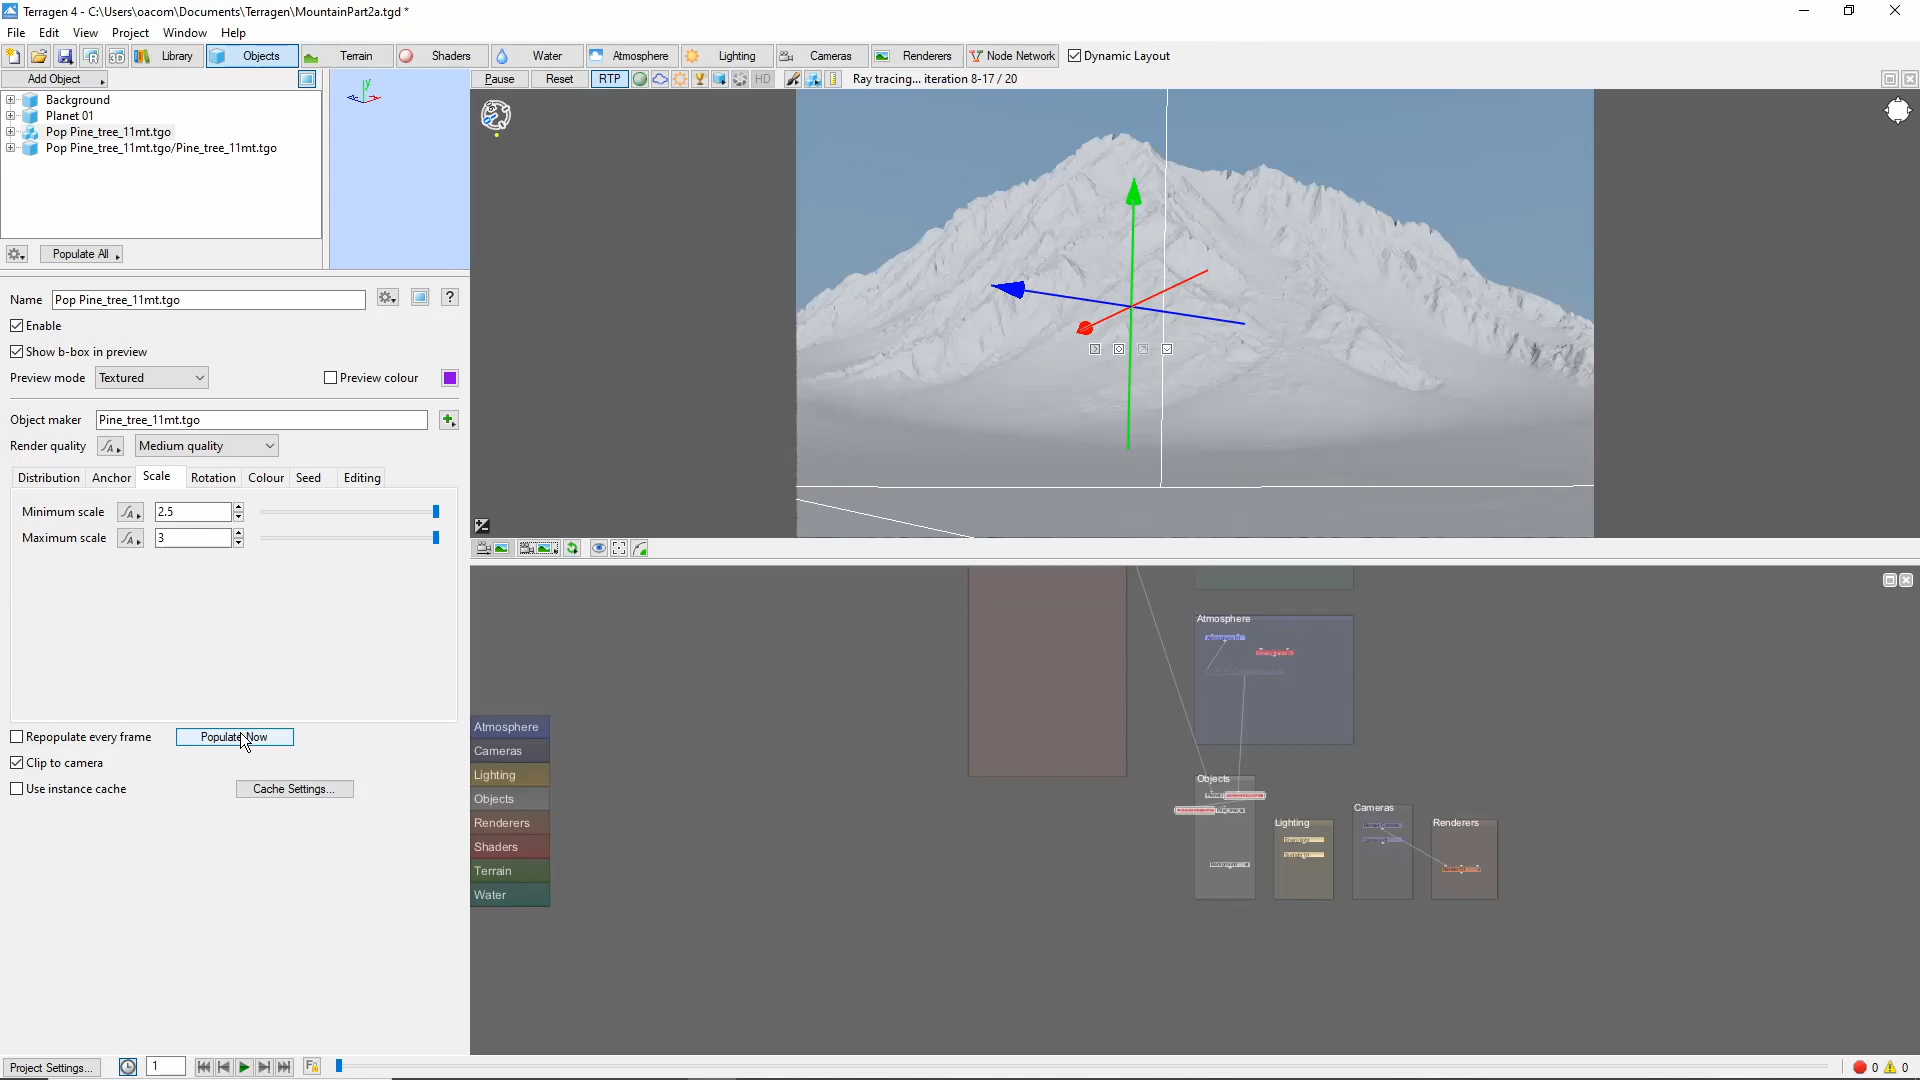 Terragen 4 - C:\Users\oacom\Documents\Terragen\MountainPart2a.tgd *
File Edit View Project Window Help
Library Objects Terrain Shaders Water Atmosphere Lighting Cameras Renderers Node Network Dynamic Layout
Add Object
Pause Reset RTP HD Ray tracing... iteration 8-17 / 20
Background
Planet 01
Pop Pine_tree_11mt.tgo
Pop Pine_tree_11mt.tgo/Pine_tree_11mt.tgo
Populate All
Name Pop Pine_tree_11mt.tgo
Enable
Show b-box in preview
Preview mode Textured Preview colour
Object maker Pine_tree_11mt.tgo
Render quality Medium quality
Distribution Anchor Scale Rotation Colour Seed Editing
Minimum scale 2.5
Maximum scale 3
Repopulate every frame Populate Now
Clip to camera
Use instance cache Cache Settings...
y
Atmosphere
Cameras
Lighting
Objects
Renderers
Shaders
Terrain
Water
Atmosphere
Objects
Lighting
Cameras
Renderers
Project Settings... 1 0 0